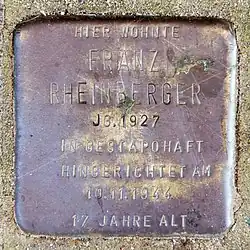 HIER WOHNTE
FRANZ
RHEINBERGER
JG. 1927
IN GESTAPOHAFT
HINGERICHTET AM
10.11.1944
17 JAHRE ALT